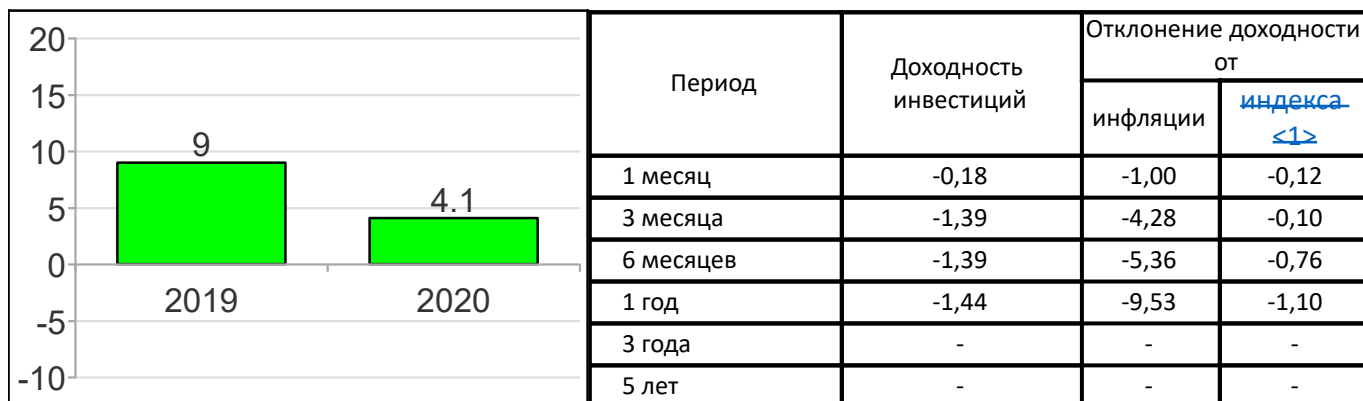 20
15
10
5
0
-5
-10
9
4.1
2019 2020
Период Доходность инвестиций Отклонение доходности от
инфляции индекса <1>
1 месяц -0,18 -1,00 -0,12
3 месяца -1,39 -4,28 -0,10
6 месяцев -1,39 -5,36 -0,76
1 год -1,44 -9,53 -1,10
3 года - - -
5 лет - - -